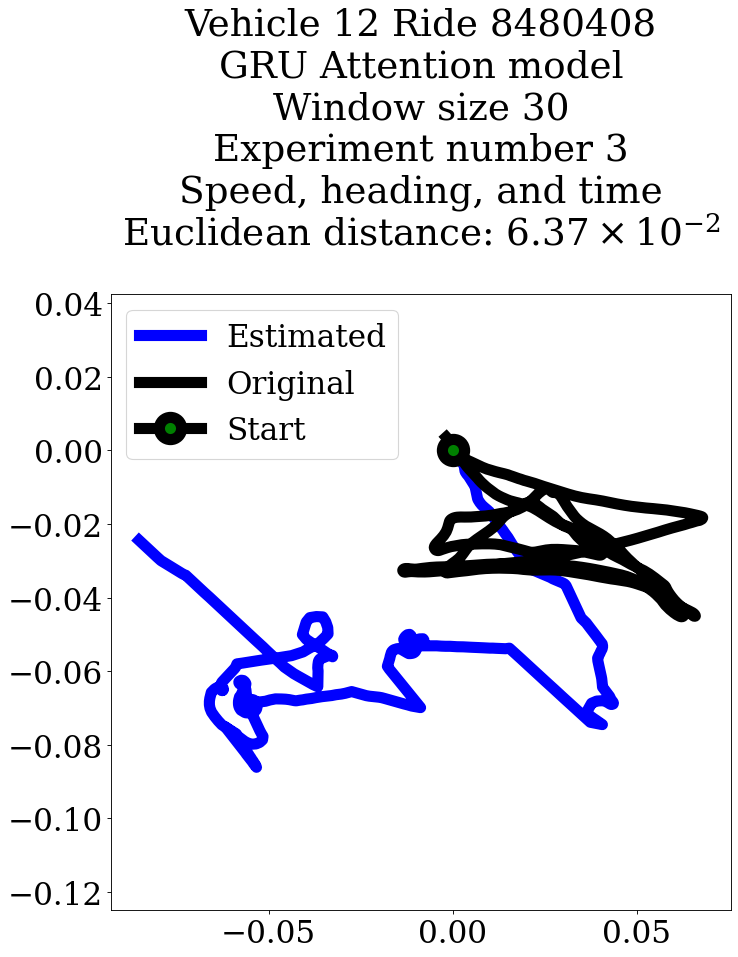 Vehicle 12 Ride 8480408
GRU Attention model
Window size 30
Experiment number 3
Speed, heading, and time
Euclidean distance: 6.37 × 10⁻²
0.04
Estimated
0.02
Original
0.00
Start
−0.02
−0.04
−0.06
−0.08
−0.10
−0.12
−0.05
0.00
0.05